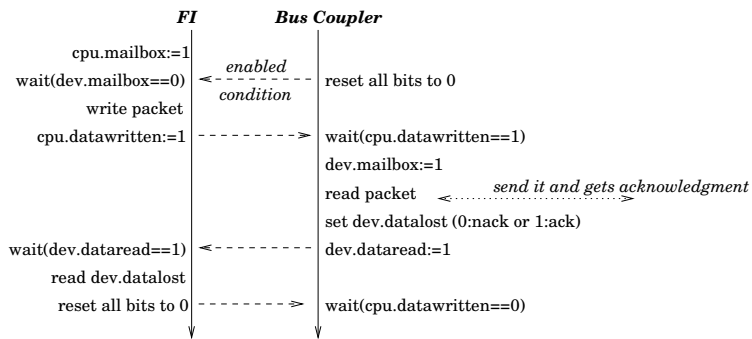 FI Bus Coupler
cpu.mailbox:=1
wait(dev.mailbox==0) enabled condition reset all bits to 0
write packet
cpu.datawritten:=1 wait(cpu.datawritten==1)
dev.mailbox:=1
read packet send it and gets acknowledgment
set dev.datalost (0:nack or 1:ack)
wait(dev.dataread==1) dev.dataread:=1
read dev.datalost
reset all bits to 0 wait(cpu.datawritten==0)